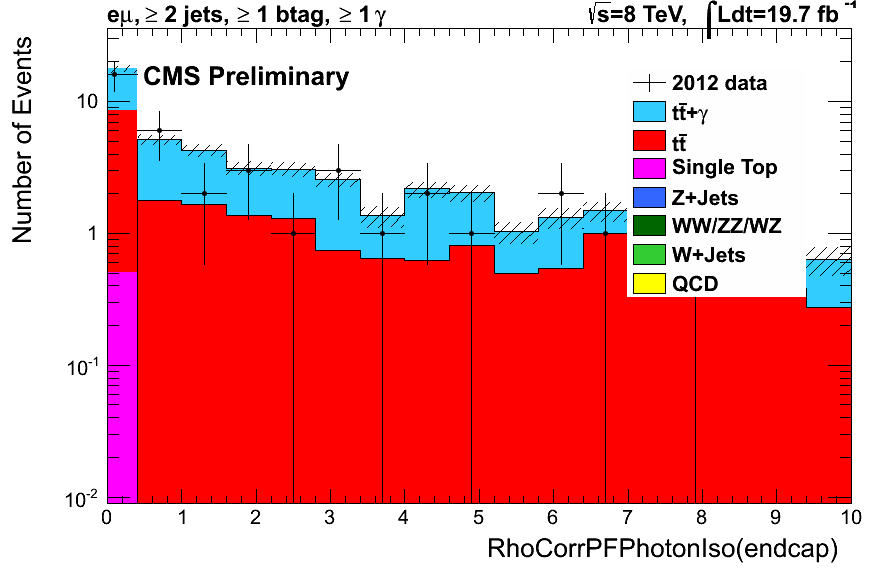 eμ, ≥ 2 jets, ≥ 1 btag, ≥ 1 γ √s=8 TeV, ∫Ldt=19.7 fb⁻¹
CMS Preliminary
2012 data
tt̄+γ
tt̄
Single Top
Z+Jets
WW/ZZ/WZ
W+Jets
QCD
Number of Events
10
1
10⁻¹
10⁻²
0 1 2 3 4 5 6 7 8 9 10
RhoCorrPFPhotonIso(endcap)